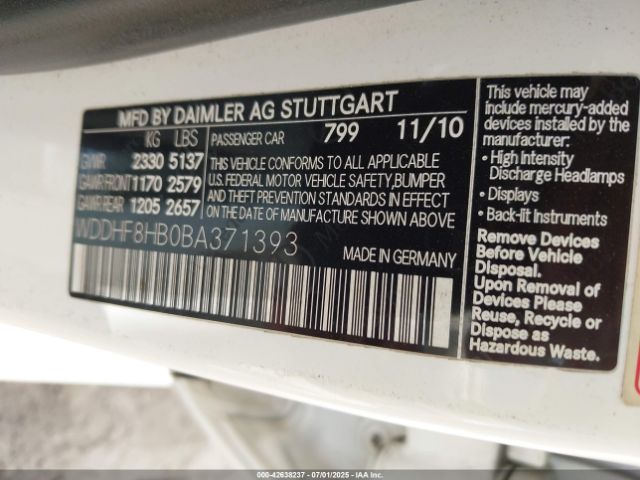 MFD BY DAIMLER AG STUTTGART
KG LBS
GVWR 2330 5137
GAWR FRONT 1170 2579
GAWR REAR 1205 2657
PASSENGER CAR 799 11/10
THIS VEHICLE CONFORMS TO ALL APPLICABLE
U.S. FEDERAL MOTOR VEHICLE SAFETY, BUMPER
AND THEFT PREVENTION STANDARDS IN EFFECT
ON THE DATE OF MANUFACTURE SHOWN ABOVE.
WDDHF8HB0BA371393
MADE IN GERMANY
This vehicle may
include mercury-added
devices installed by the
manufacturer:
• High Intensity
Discharge Headlamps
• Displays
• Back-lit Instruments
Remove Devices
Before Vehicle
Disposal.
Upon Removal of
Devices Please
Reuse, Recycle or
Dispose as
Hazardous Waste.
000-42638237 - 07/01/2025 - IAA Inc.